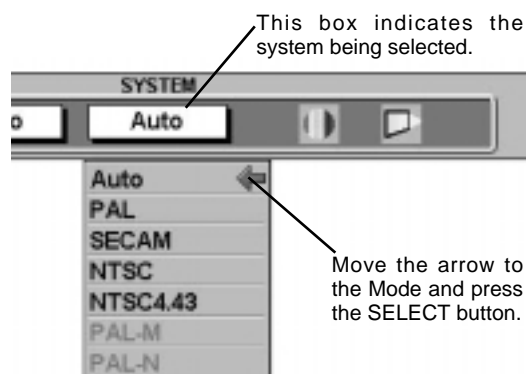 This box indicates the
system being selected.
SYSTEM
o
Auto
Auto
PAL
SECAM
NTSC
NTSC4.43
PAL-M
PAL-N
Move the arrow to
the Mode and press
the SELECT button.